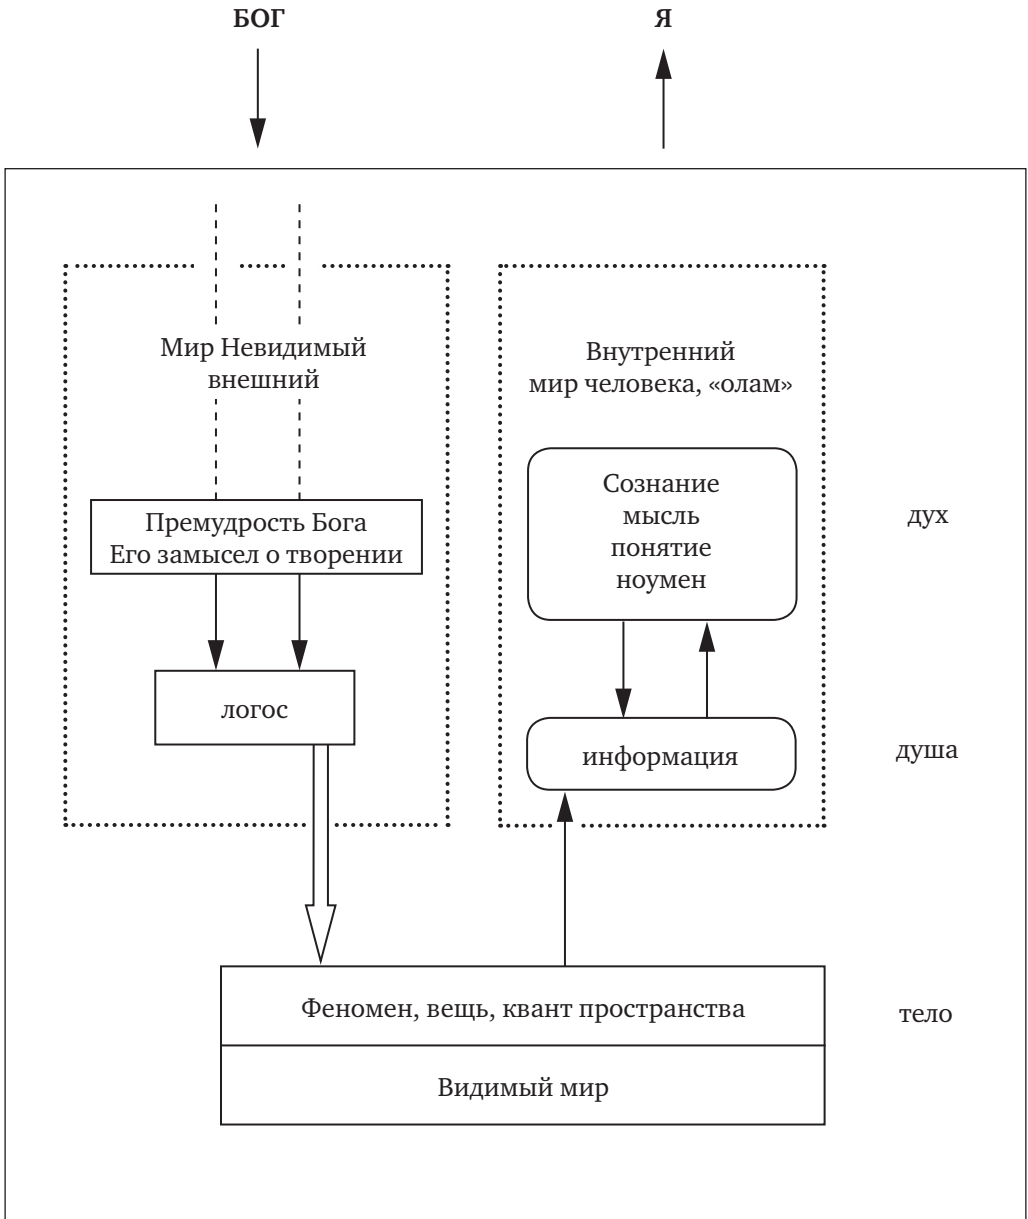 БОГ
Я
Мир Невидимый
внешний
Внутренний
мир человека, «олам»
Премудрость Бога
Его замысел о творении
Сознание
мысль
понятие
ноумен
дух
логос
информация
душа
Феномен, вещь, квант пространства
тело
Видимый мир